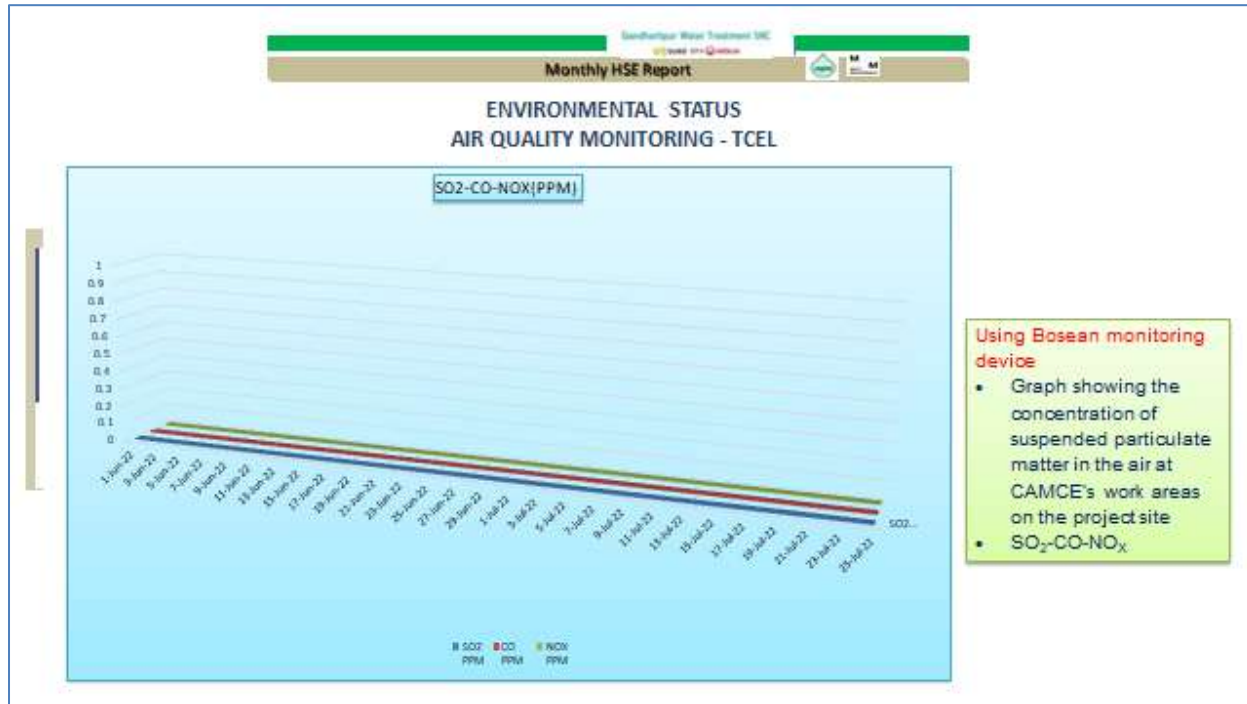 Gandharbpur Water Treatment SNC
Monthly HSE Report
ENVIRONMENTAL STATUS
AIR QUALITY MONITORING - TCEL
SO2-CO-NOX(PPM)
1
0.9
0.8
0.7
0.6
0.5
0.4
0.3
0.2
0.1
0
1-Jun-22
3-Jun-22
5-Jun-22
7-Jun-22
9-Jun-22
11-Jun-22
13-Jun-22
15-Jun-22
17-Jun-22
19-Jun-22
21-Jun-22
23-Jun-22
25-Jun-22
27-Jun-22
29-Jun-22
1-Jul-22
3-Jul-22
5-Jul-22
7-Jul-22
9-Jul-22
11-Jul-22
13-Jul-22
15-Jul-22
17-Jul-22
19-Jul-22
21-Jul-22
23-Jul-22
25-Jul-22
SO2...
SO2 PPM
CO PPM
NOX PPM
Using Bosean monitoring
device
• Graph showing the
concentration of
suspended particulate
matter in the air at
CAMCE's work areas
on the project site
• SO₂-CO-NOₓ